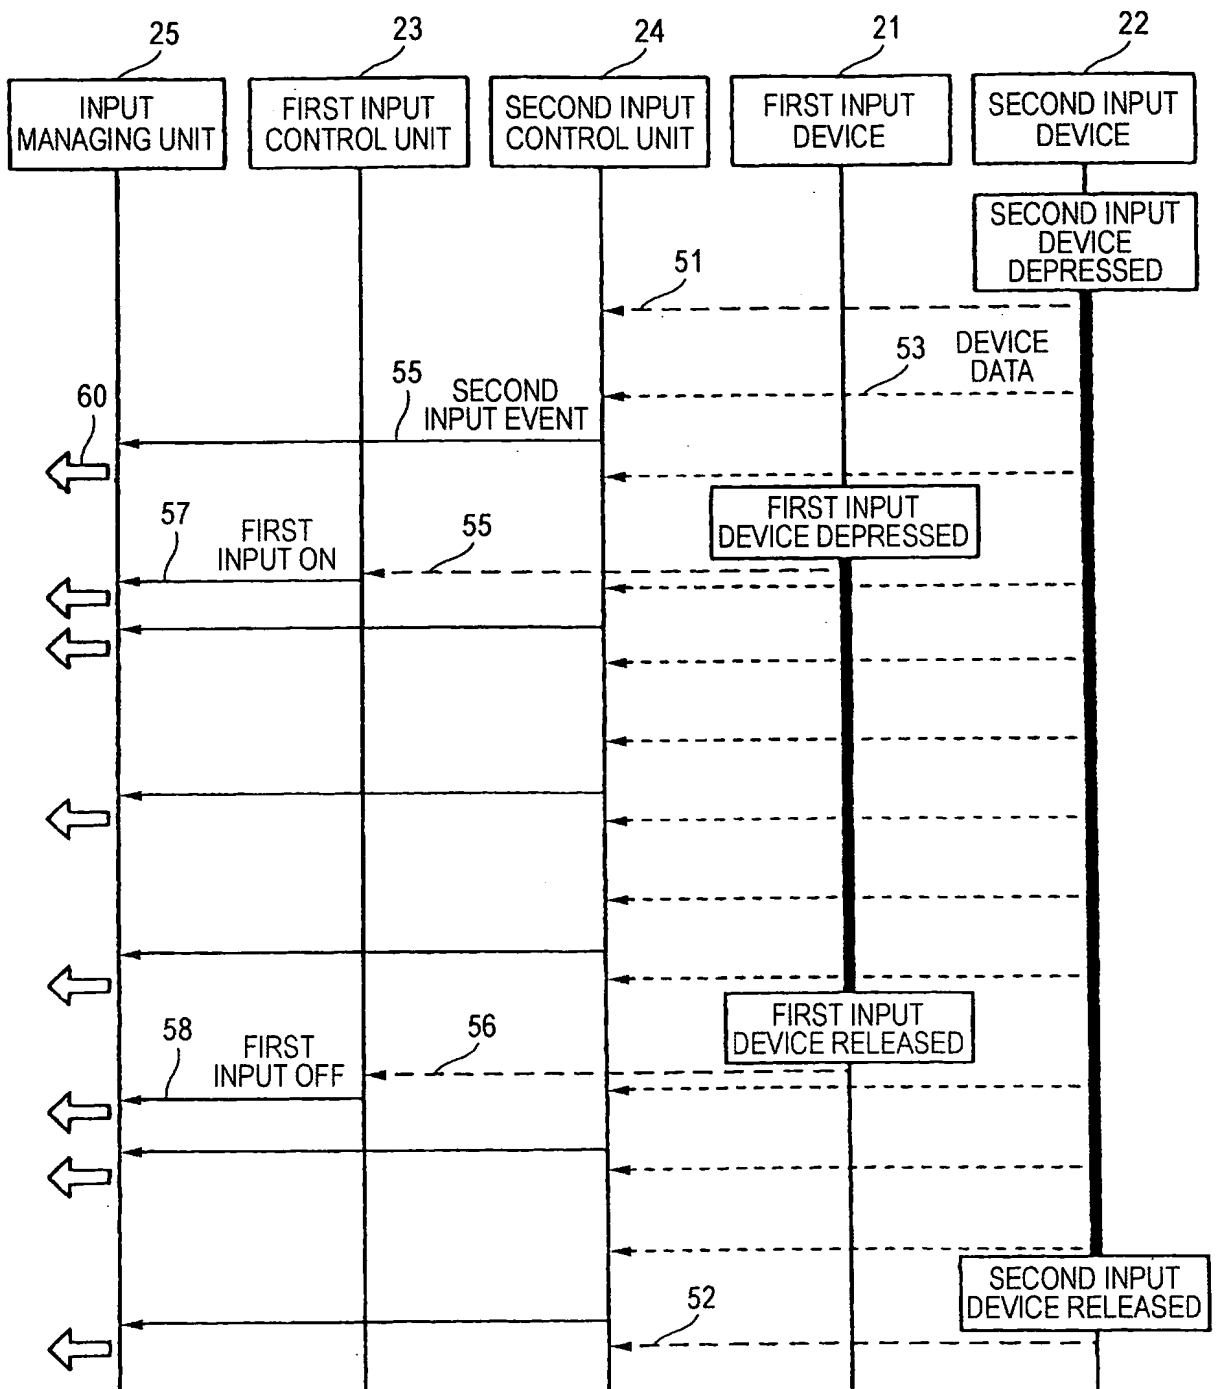 25
23
24
21
22
INPUT
MANAGING UNIT
FIRST INPUT
CONTROL UNIT
SECOND INPUT
CONTROL UNIT
FIRST INPUT
DEVICE
SECOND INPUT
DEVICE
SECOND INPUT
DEVICE
DEPRESSED
51
53
DEVICE
DATA
60
55
SECOND
INPUT EVENT
FIRST INPUT
DEVICE DEPRESSED
57
FIRST
INPUT ON
55
FIRST INPUT
DEVICE RELEASED
58
FIRST
INPUT OFF
56
SECOND INPUT
DEVICE RELEASED
52